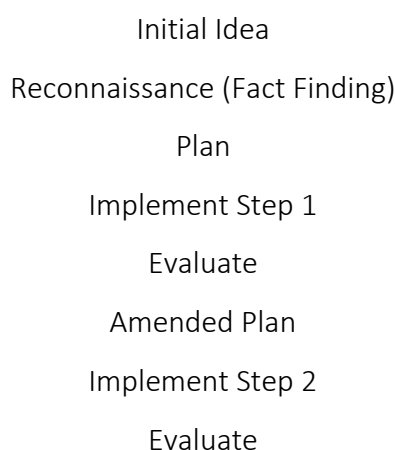 Initial Idea
Reconnaissance (Fact Finding)
Plan
Implement Step 1
Evaluate
Amended Plan
Implement Step 2
Evaluate